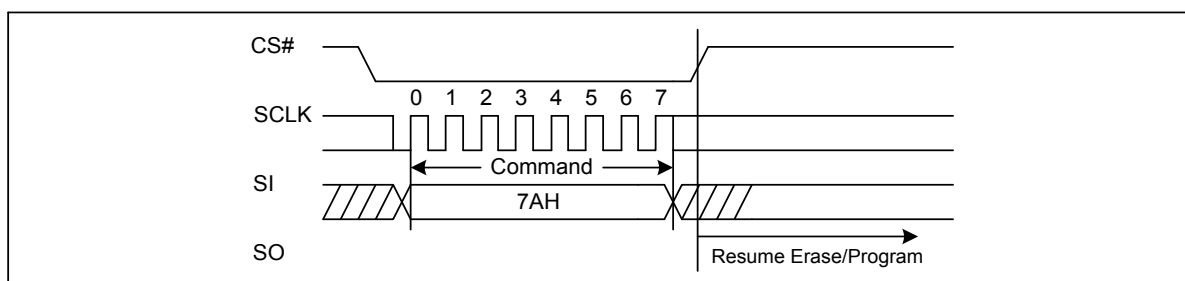 CS#
0 1 2 3 4 5 6 7
SCLK
Command
SI
7AH
SO
Resume Erase/Program